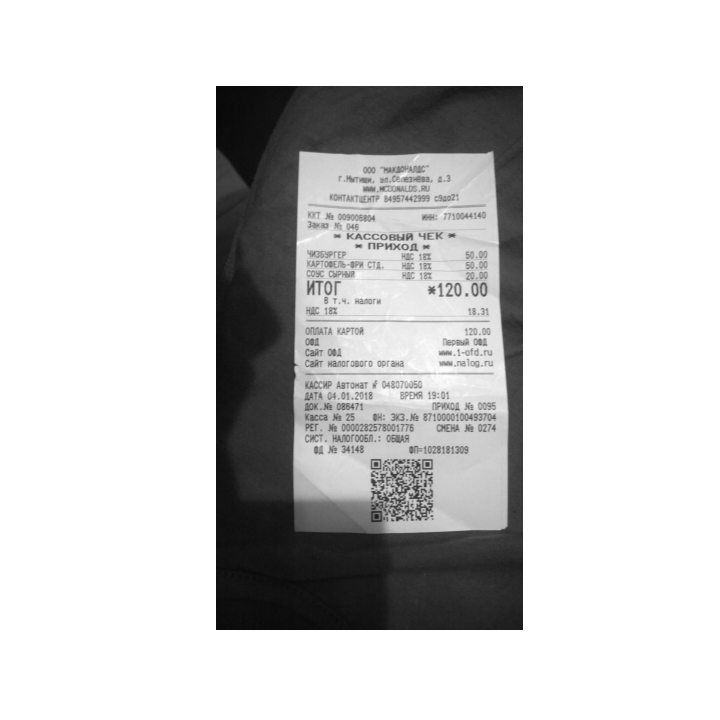 ООО "МАКДОНАЛДС"
г.Мытищи, ул.Селезнёва, д.3
WWW.MCDONALDS.RU
КОНТАКТЦЕНТР 84957442999 с9до21
ККТ № 009006804 ИНН: 7710044140
Заказ № 046
* КАССОВЫЙ ЧЕК *
* ПРИХОД *
ЧИЗБУРГЕР НДС 18% 50.00
КАРТОФЕЛЬ-ФРИ СТД. НДС 18% 50.00
СОУС СЫРНЫЙ НДС 18% 20.00
ИТОГ *120.00
В т.ч. налоги
НДС 18% 18.31
ОПЛАТА КАРТОЙ 120.00
ОФД Первый ОФД
Сайт ОФД www.1-ofd.ru
Сайт налогового органа www.nalog.ru
КАССИР Автомат № 048070050
ДАТА 04.01.2018 ВРЕМЯ 19:01
ДОК.№ 086471 ПРИХОД № 0095
Касса № 25 ФН: ЭКЗ.№ 8710000100493704
РЕГ. № 0000282578001776 СМЕНА № 0274
СИСТ. НАЛОГООБЛ.: ОБЩАЯ
ФД № 34148 ФП=1028181309